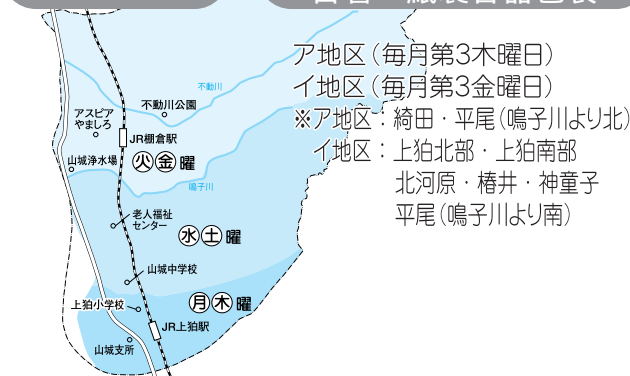 ア地区（毎月第3木曜日）
イ地区（毎月第3金曜日）
※ア地区：綺田・平尾（鳴子川より北）
イ地区：上狛北部・上狛南部
北河原・椿井・神童子
平尾（鳴子川より南）
不動川
不動川公園
アスピア
やましろ
JR棚倉駅
山城浄水場
火金曜
鳴子川
老人福祉
センター
水土曜
山城中学校
上狛小学校
月木曜
JR上狛駅
山城支所